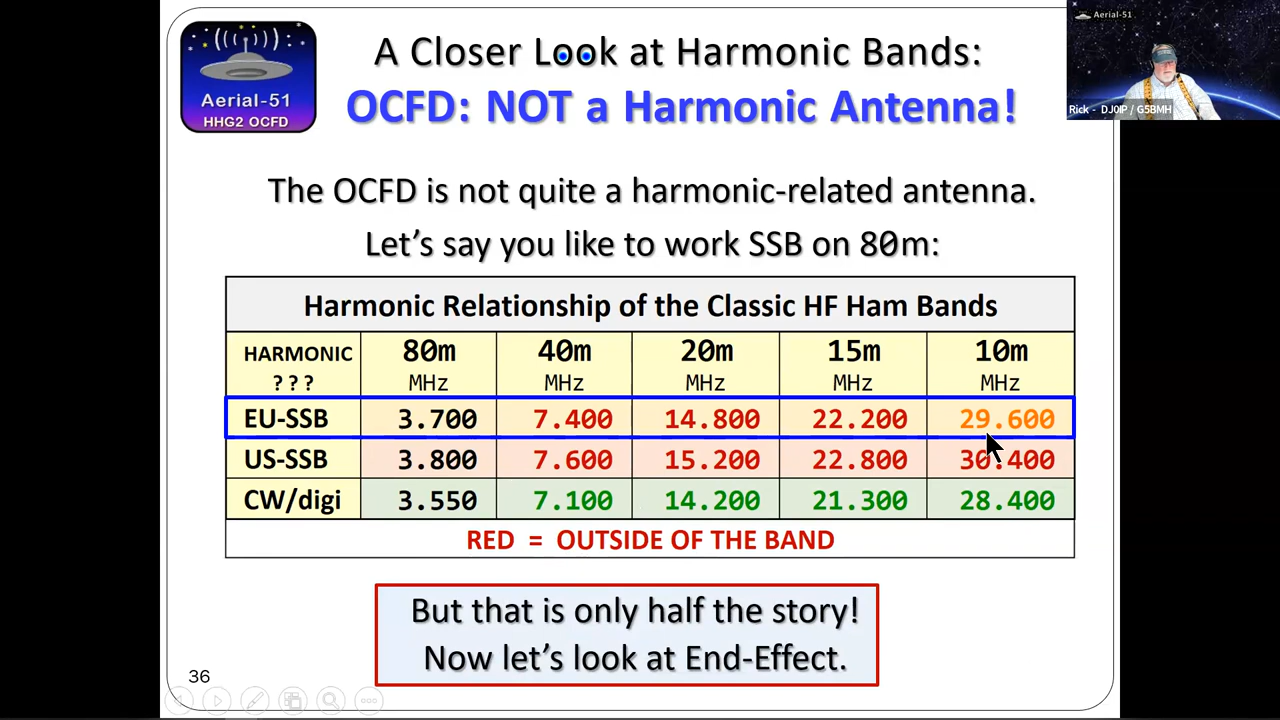 A Closer Look at Harmonic Bands:
OCFD: NOT a Harmonic Antenna!
Aerial-51
HHG2 OCFD
Aerial-51
Rick - DJ0IP / G5BMH
The OCFD is not quite a harmonic-related antenna.
Let's say you like to work SSB on 80m:
Harmonic Relationship of the Classic HF Ham Bands
HARMONIC 80m 40m 20m 15m 10m
? ? ? MHz MHz MHz MHz MHz
EU-SSB 3.700 7.400 14.800 22.200 29.600
US-SSB 3.800 7.600 15.200 22.800 30.400
CW/digi 3.550 7.100 14.200 21.300 28.400
RED = OUTSIDE OF THE BAND
But that is only half the story!
Now let's look at End-Effect.
36